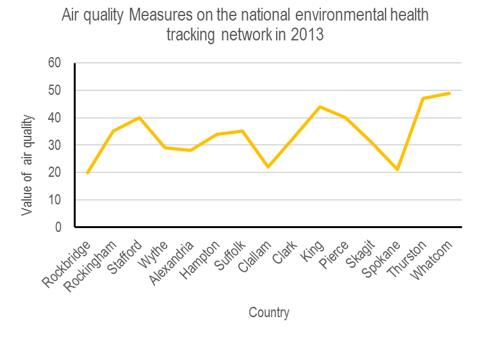 Air quality Measures on the national environmental health
tracking network in 2013
Value of air quality
60
50
40
30
20
10
0
Rockbridge
Rockingham
Stafford
Wythe
Alexandria
Hampton
Suffolk
Clallam
Clark
King
Pierce
Skagit
Spokane
Thurston
Whatcom
Country